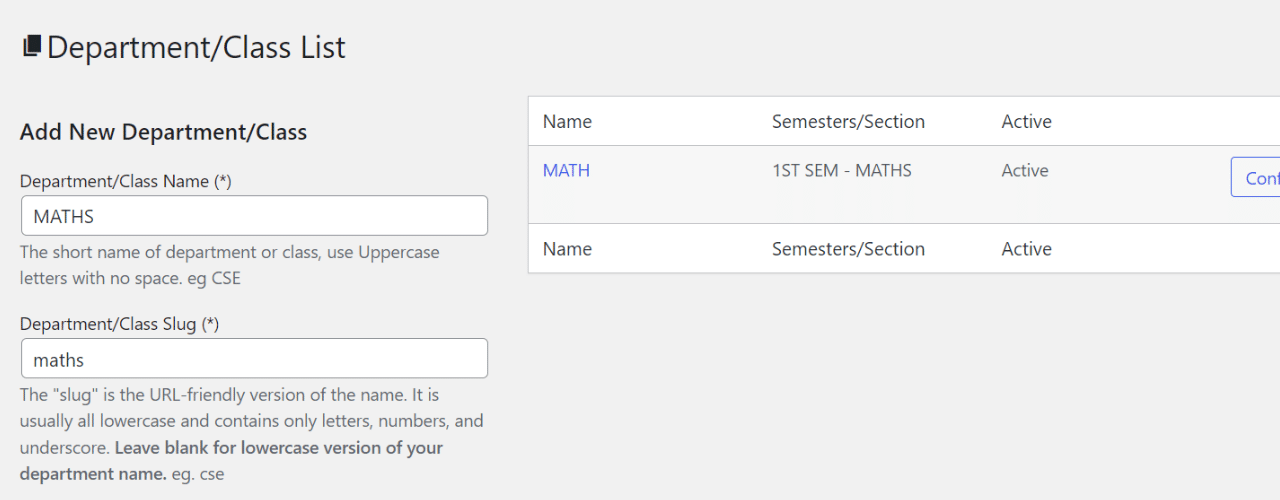 Department/Class List
Add New Department/Class
Department/Class Name (*)
MATHS
The short name of department or class, use Uppercase
letters with no space. eg CSE
Department/Class Slug (*)
maths
The "slug" is the URL-friendly version of the name. It is
usually all lowercase and contains only letters, numbers, and
underscore. Leave blank for lowercase version of your
department name. eg. cse
Name Semesters/Section Active
MATH 1ST SEM - MATHS Active
Name Semesters/Section Active